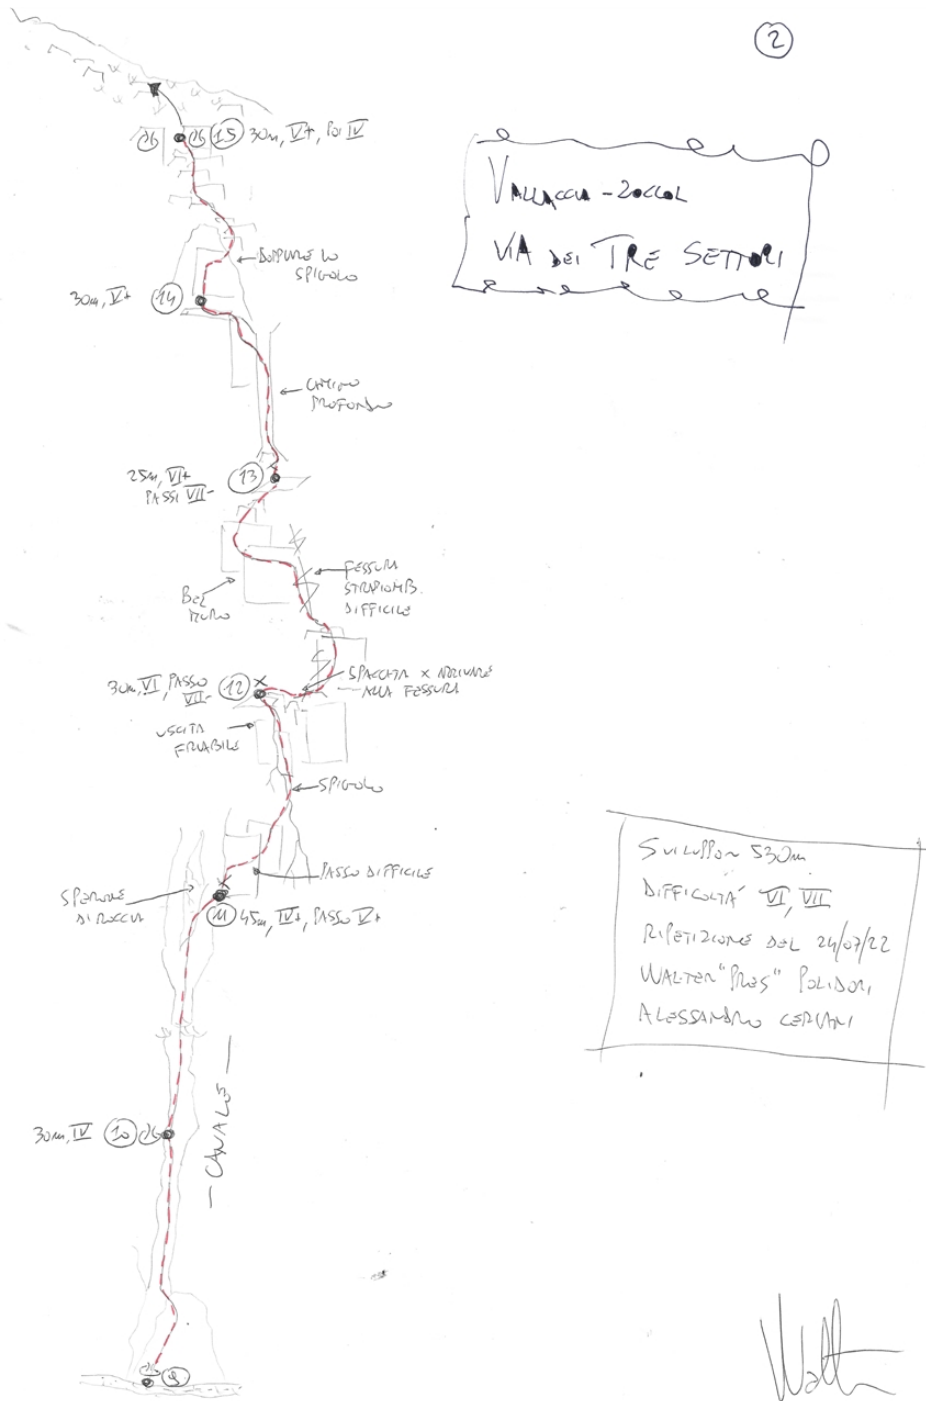 2
VALLACCIA - ZOCCOL
VIA DEI TRE SETTORI
15 30m, V+, POI IV
DOPPIARE LO
SPIGOLO
30m, V+ 14
CAMINO
PROFONDO
25m, VI+ 13
PASSI VII-
FESSURA
STRAPIOMB.
DIFFICILE
BEL
MURO
SPACCATA X ARRIVARE
ALLA FESSURA
30m, VI, PASSO 12
VII-
USCITA
FRIABILE
SPIGOLO
PASSO DIFFICILE
SPERONE
DI ROCCIA
11 45m, IV+, PASSO V+
30m, IV 10
- CANALE -
9
SVILUPPO 530m
DIFFICOLTA' VI, VII
RIPETIZIONE DEL 24/07/22
WALTER "PRES" POLIDORI
ALESSANDRO CERIANI
Walt